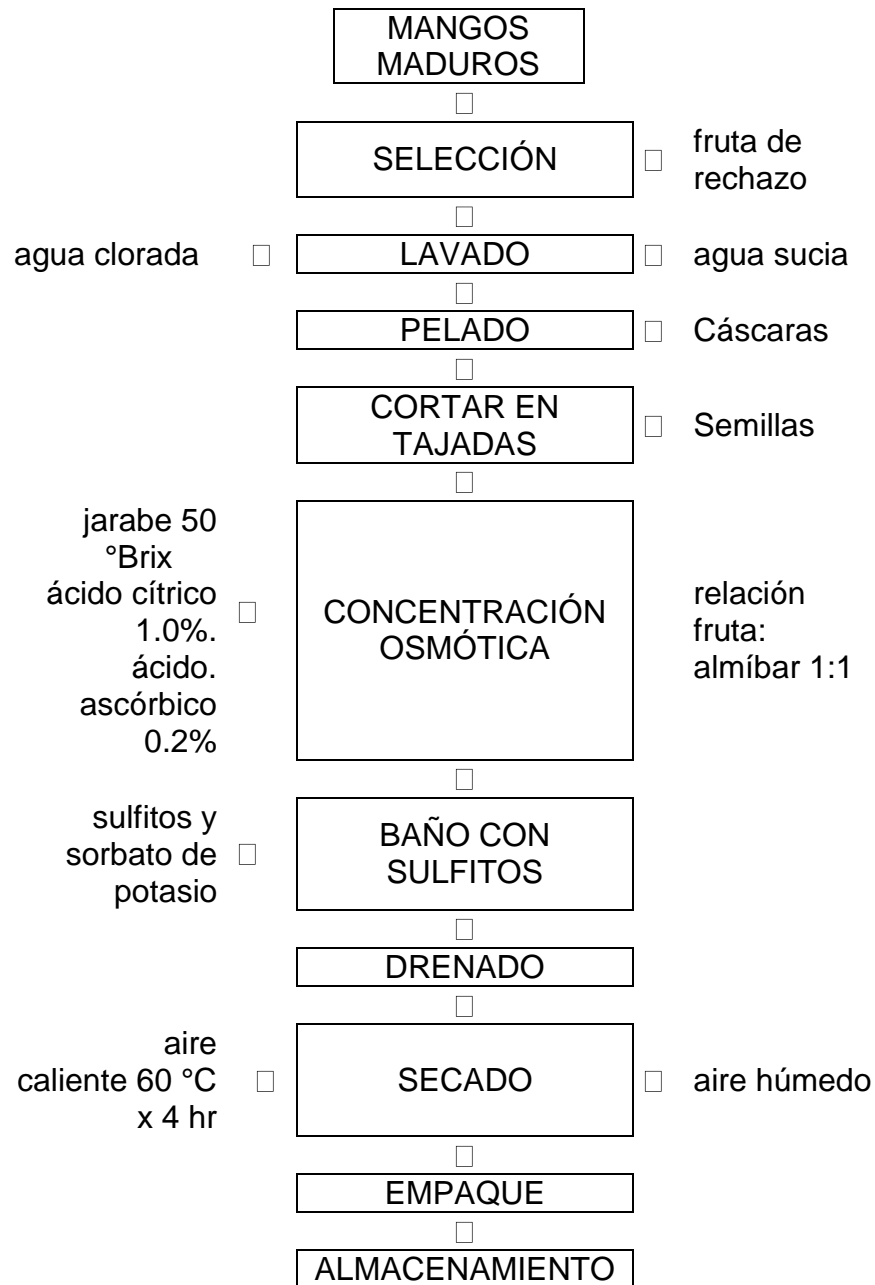 MANGOS
MADUROS
SELECCIÓN
fruta de
rechazo
agua clorada
LAVADO
agua sucia
PELADO
Cáscaras
CORTAR EN
TAJADAS
Semillas
jarabe 50
°Brix
ácido cítrico
1.0%.
ácido.
ascórbico
0.2%
CONCENTRACIÓN
OSMÓTICA
relación
fruta:
almíbar 1:1
sulfitos y
sorbato de
potasio
BAÑO CON
SULFITOS
DRENADO
aire
caliente 60 °C
x 4 hr
SECADO
aire húmedo
EMPAQUE
ALMACENAMIENTO